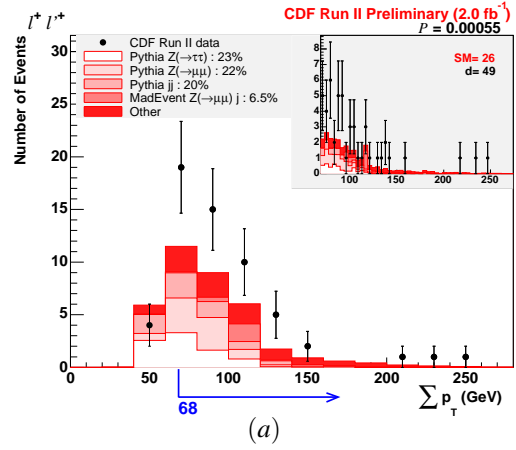 l⁺ l'⁺
CDF Run II Preliminary (2.0 fb⁻¹)
P = 0.00055
Number of Events
CDF Run II data
Pythia Z(→ττ) : 23%
Pythia Z(→μμ) : 22%
Pythia jj : 20%
MadEvent Z(→μμ) j : 6.5%
Other
SM= 26
d= 49
8
7
6
5
4
3
2
1
0
100 150 200 250
30
25
20
15
10
5
0
0 50 100 150 200 250
68
∑ p_T (GeV)
(a)